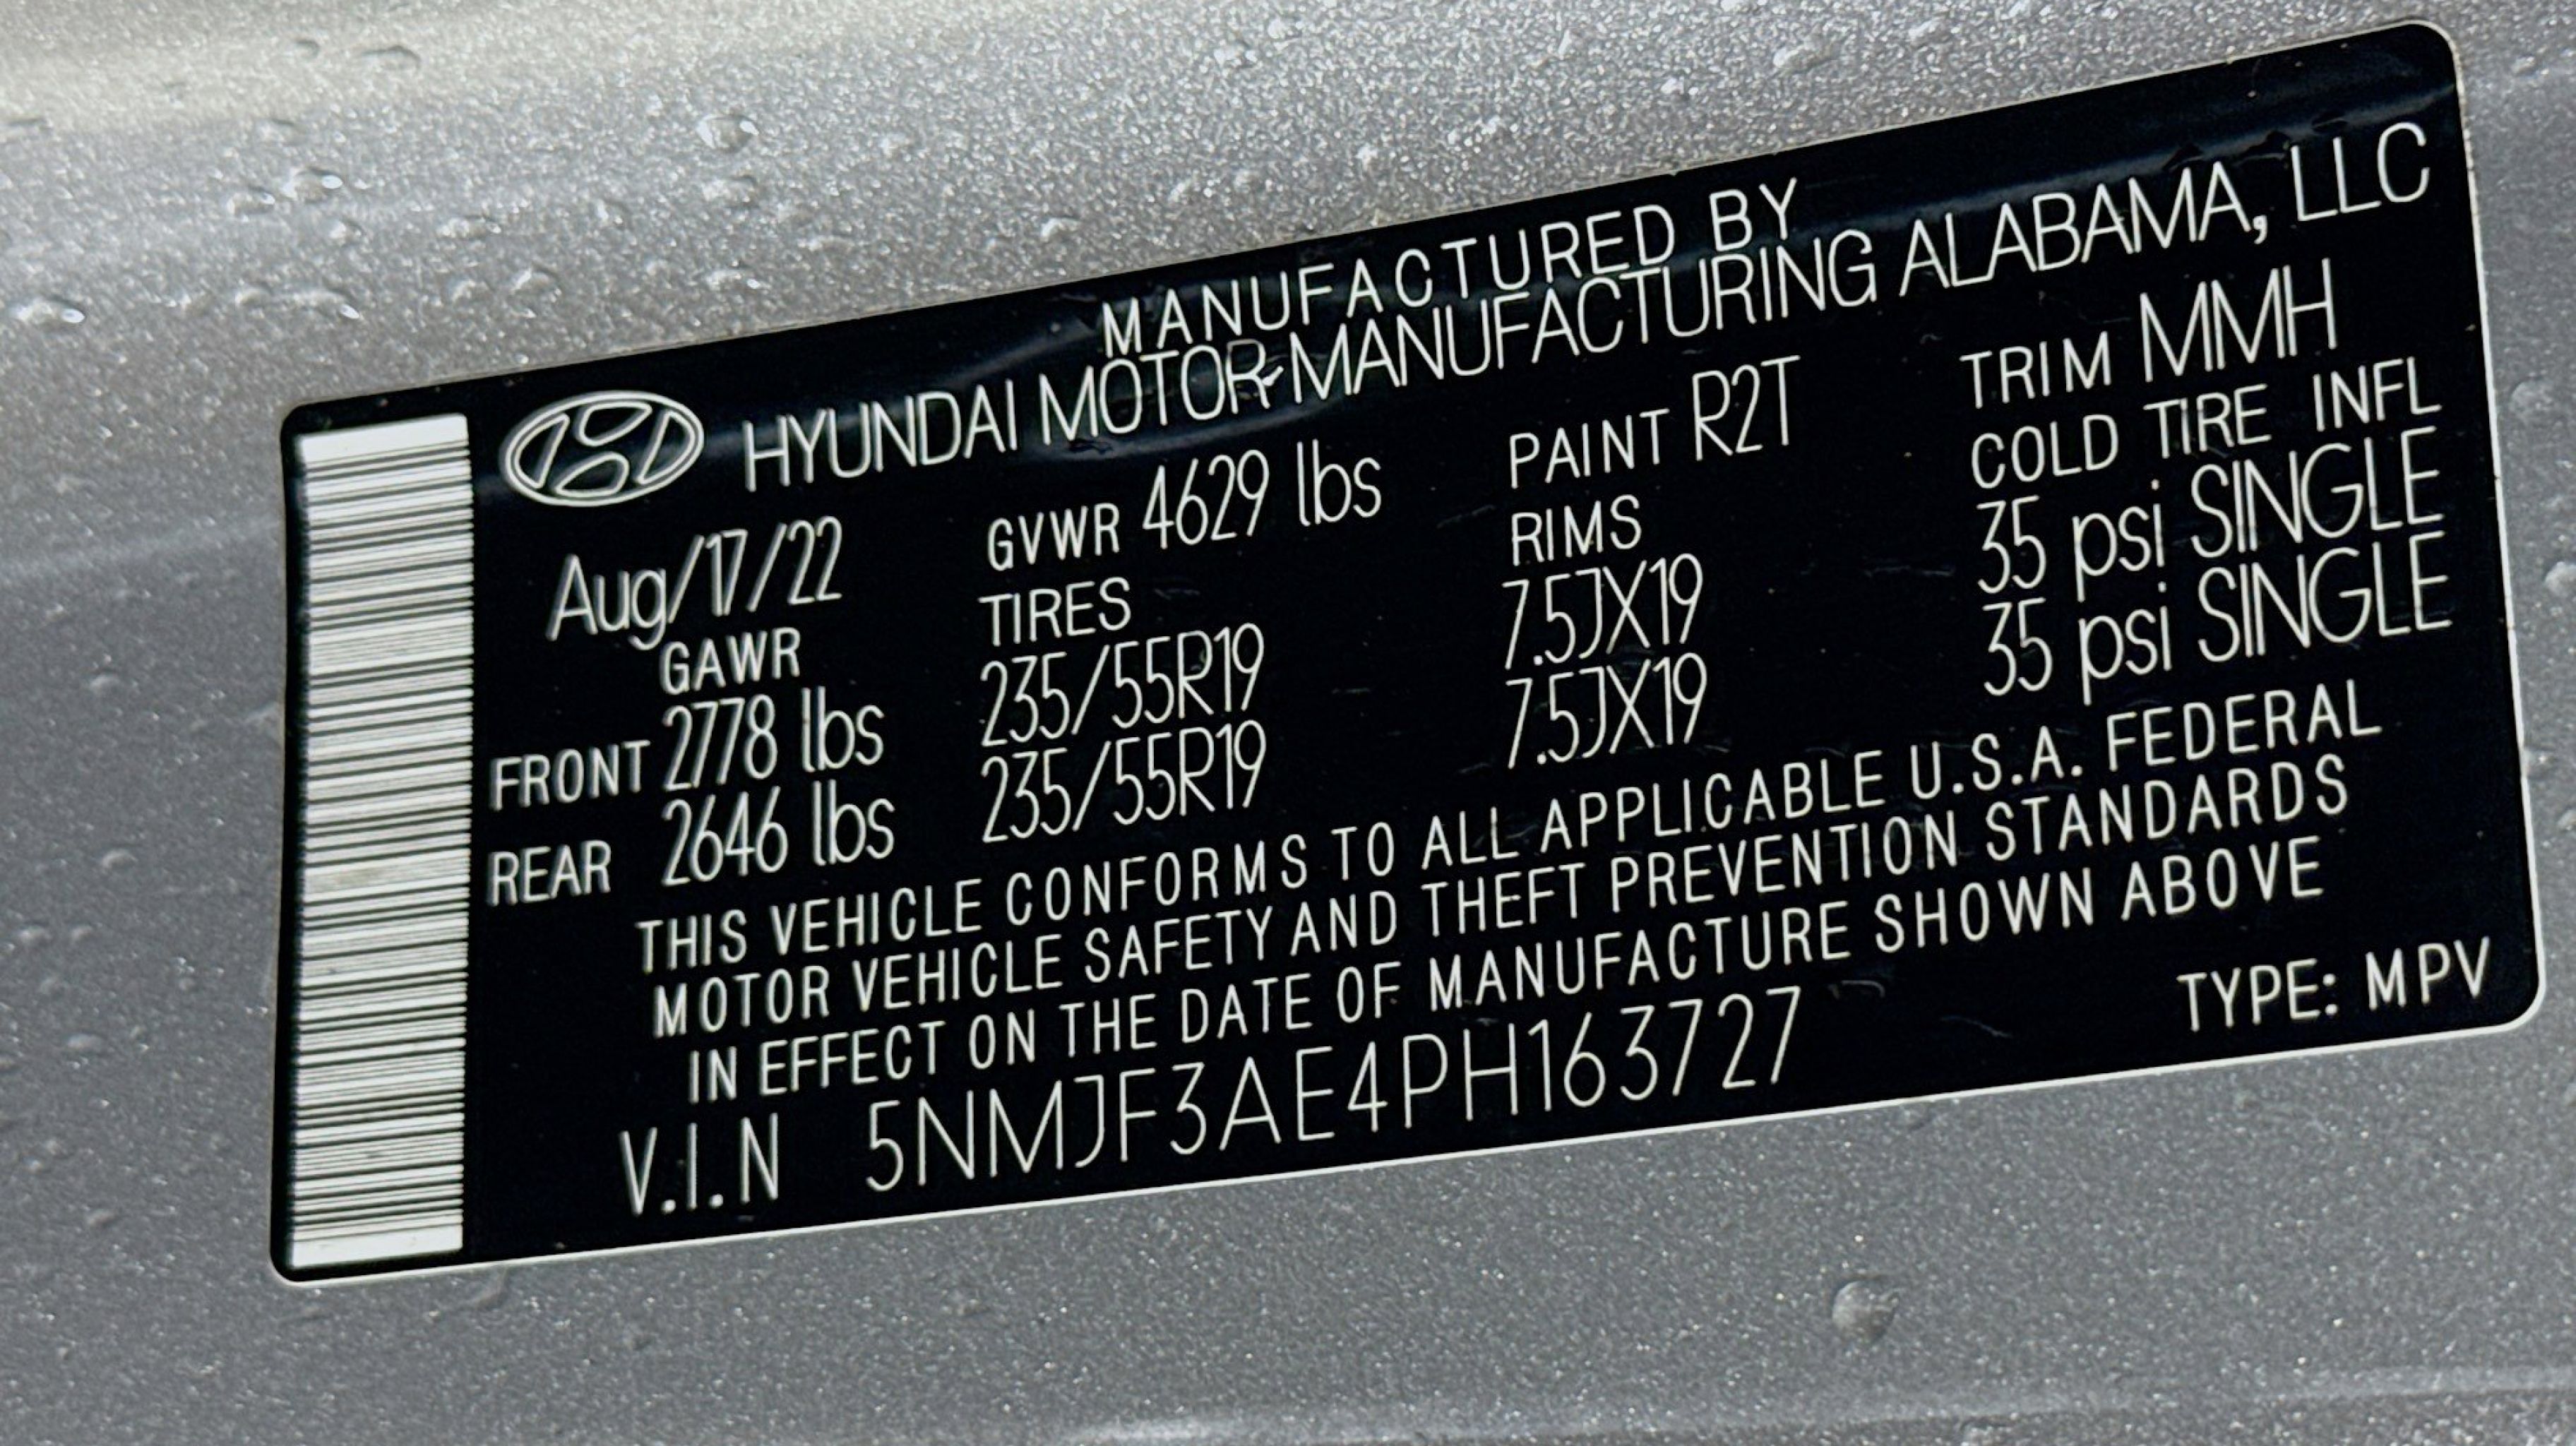 MANUFACTURED BY
HYUNDAI MOTOR MANUFACTURING ALABAMA, LLC
Aug/17/22 GVWR 4629 lbs PAINT R2T TRIM MMH
GAWR TIRES RIMS COLD TIRE INFL
FRONT 2778 lbs 235/55R19 7.5JX19 35 psi SINGLE
REAR 2646 lbs 235/55R19 7.5JX19 35 psi SINGLE
THIS VEHICLE CONFORMS TO ALL APPLICABLE U.S.A. FEDERAL
MOTOR VEHICLE SAFETY AND THEFT PREVENTION STANDARDS
IN EFFECT ON THE DATE OF MANUFACTURE SHOWN ABOVE
V.I.N 5NMJF3AE4PH163727 TYPE: MPV